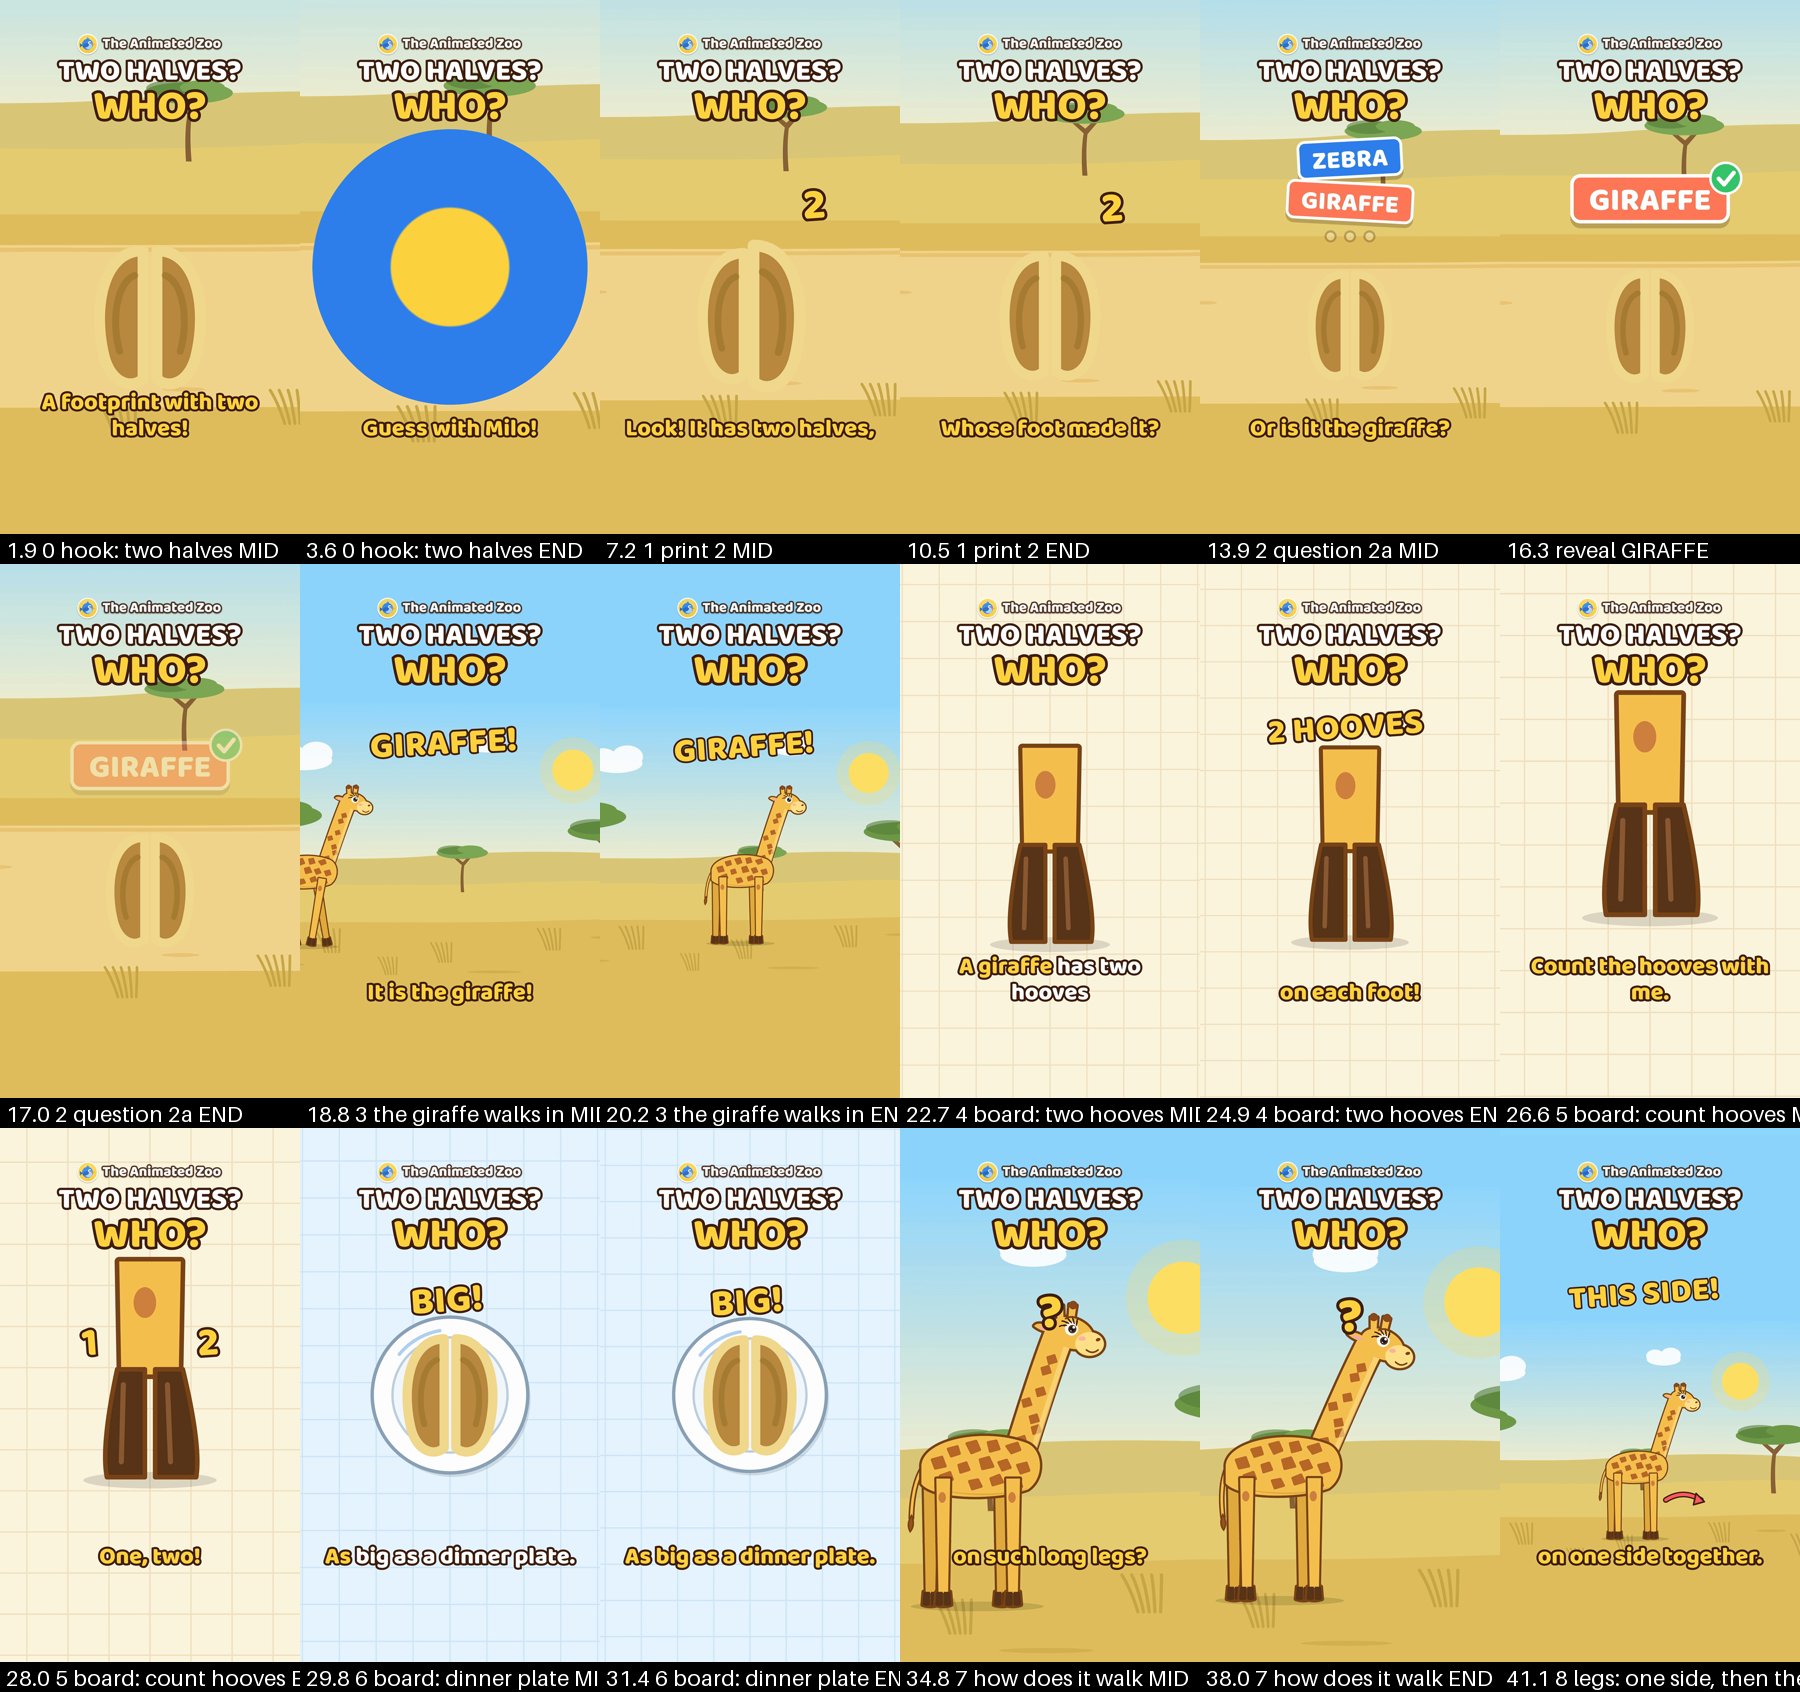 The Animated Zoo
TWO HALVES?
WHO?
A footprint with two
halves!
1.9 0 hook: two halves MID
The Animated Zoo
TWO HALVES?
WHO?
Guess with Milo!
3.6 0 hook: two halves END
The Animated Zoo
TWO HALVES?
WHO?
2
Look! It has two halves,
7.2 1 print 2 MID
The Animated Zoo
TWO HALVES?
WHO?
2
Whose foot made it?
10.5 1 print 2 END
The Animated Zoo
TWO HALVES?
WHO?
ZEBRA
GIRAFFE
Or is it the giraffe?
13.9 2 question 2a MID
The Animated Zoo
TWO HALVES?
WHO?
GIRAFFE
16.3 reveal GIRAFFE
The Animated Zoo
TWO HALVES?
WHO?
GIRAFFE
17.0 2 question 2a END
The Animated Zoo
TWO HALVES?
WHO?
GIRAFFE!
It is the giraffe!
18.8 3 the giraffe walks in MI
The Animated Zoo
TWO HALVES?
WHO?
GIRAFFE!
20.2 3 the giraffe walks in EN
The Animated Zoo
TWO HALVES?
WHO?
A giraffe has two
hooves
22.7 4 board: two hooves MI
The Animated Zoo
TWO HALVES?
WHO?
2 HOOVES
on each foot!
24.9 4 board: two hooves EN
The Animated Zoo
TWO HALVES?
WHO?
Count the hooves with
me.
26.6 5 board: count hooves
The Animated Zoo
TWO HALVES?
WHO?
1 2
One, two!
28.0 5 board: count hooves
The Animated Zoo
TWO HALVES?
WHO?
BIG!
As big as a dinner plate.
29.8 6 board: dinner plate MI
The Animated Zoo
TWO HALVES?
WHO?
BIG!
As big as a dinner plate.
31.4 6 board: dinner plate EN
The Animated Zoo
TWO HALVES?
WHO?
?
on such long legs?
34.8 7 how does it walk MID
The Animated Zoo
TWO HALVES?
WHO?
?
38.0 7 how does it walk END
The Animated Zoo
TWO HALVES?
WHO?
THIS SIDE!
on one side together.
41.1 8 legs: one side, then the